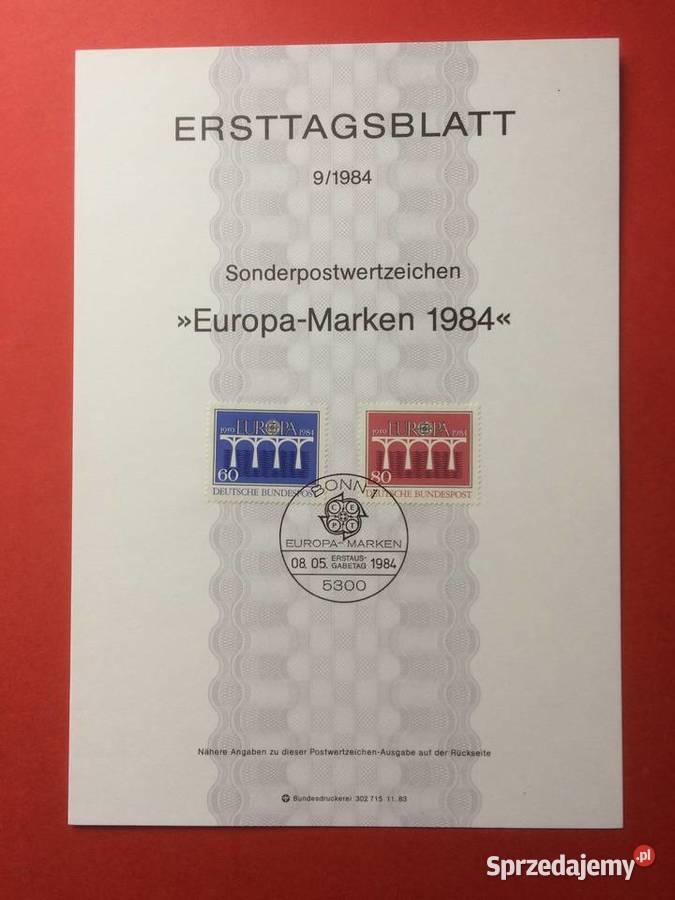 ERSTTAGSBLATT
9/1984
Sonderpostwertzeichen
»Europa-Marken 1984«
1959 EUROPA 1984
60
DEUTSCHE BUNDESPOST
1959 EUROPA 1984
80
DEUTSCHE BUNDESPOST
BONN
CEPT
EUROPA-MARKEN
08. 05. ERSTAUS-
GABETAG 1984
5300
Nähere Angaben zu dieser Postwertzeichen-Ausgabe auf der Rückseite
Bundesdruckerei 302 715 11. 83
Sprzedajemy.pl